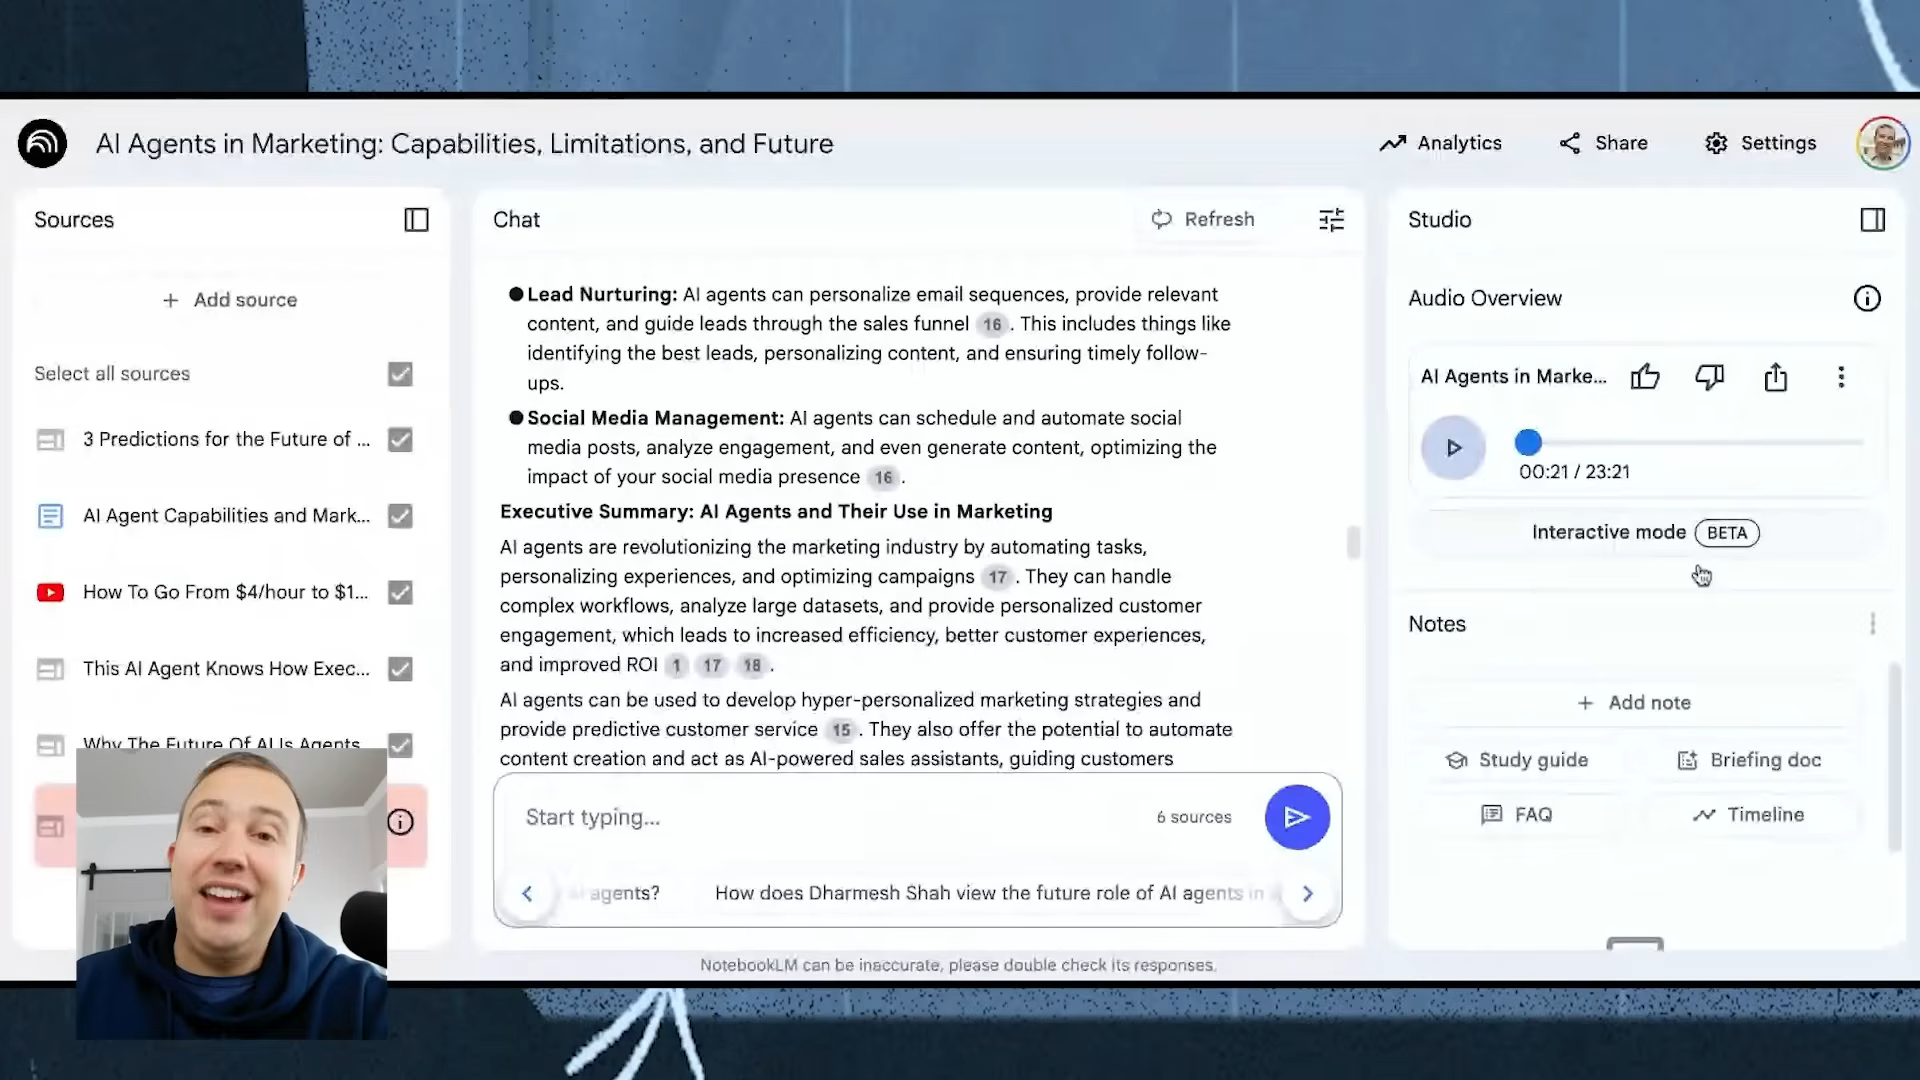 AI Agents in Marketing: Capabilities, Limitations, and Future
Analytics
Share
Settings
Sources
Add source
Select all sources
3 Predictions for the Future of ...
AI Agent Capabilities and Mark...
How To Go From $4/hour to $1...
This AI Agent Knows How Exec...
Why The Future Of AI Is Agents
Chat
Refresh
Lead Nurturing: AI agents can personalize email sequences, provide relevant
content, and guide leads through the sales funnel 16 . This includes things like
identifying the best leads, personalizing content, and ensuring timely follow-
ups.
Social Media Management: AI agents can schedule and automate social
media posts, analyze engagement, and even generate content, optimizing the
impact of your social media presence 16 .
Executive Summary: AI Agents and Their Use in Marketing
AI agents are revolutionizing the marketing industry by automating tasks,
personalizing experiences, and optimizing campaigns 17 . They can handle
complex workflows, analyze large datasets, and provide personalized customer
engagement, which leads to increased efficiency, better customer experiences,
and improved ROI 1 17 18 .
AI agents can be used to develop hyper-personalized marketing strategies and
provide predictive customer service 15 . They also offer the potential to automate
content creation and act as AI-powered sales assistants, guiding customers
Start typing...
6 sources
agents?
How does Dharmesh Shah view the future role of AI agents in
NotebookLM can be inaccurate, please double check its responses.
Studio
Audio Overview
AI Agents in Marke...
00:21 / 23:21
Interactive mode BETA
Notes
Add note
Study guide
Briefing doc
FAQ
Timeline